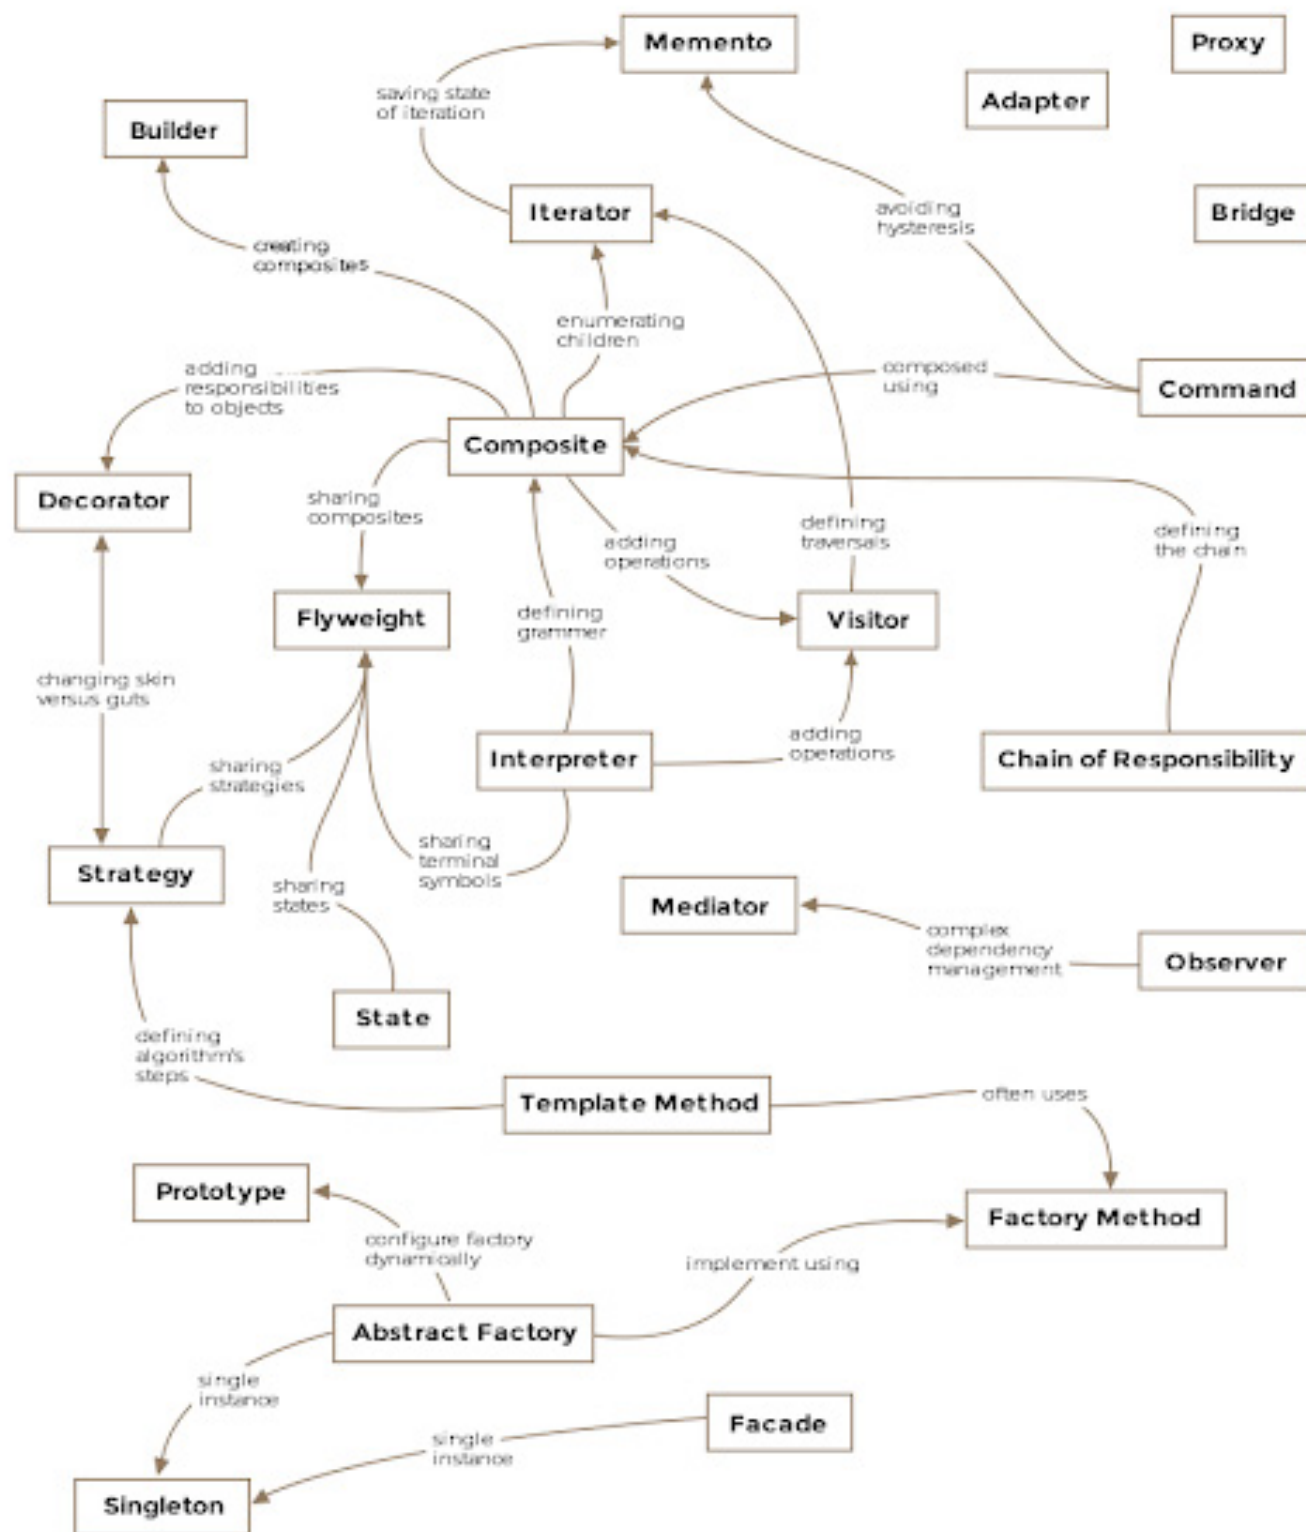 Memento
Proxy
Adapter
saving state
of iteration
Builder
Iterator
avoiding
hysteresis
Bridge
creating
composites
enumerating
children
adding
responsibilities
to objects
composed
using
Command
Composite
Decorator
sharing
composites
adding
operations
defining
traversals
defining
the chain
Flyweight
defining
grammer
Visitor
changing skin
versus guts
adding
operations
sharing
strategies
Interpreter
Chain of Responsibility
sharing
terminal
symbols
Strategy
sharing
states
Mediator
complex
dependency
management
Observer
State
defining
algorithm's
steps
Template Method
often uses
Prototype
Factory Method
configure factory
dynamically
implement using
Abstract Factory
single
instance
Facade
single
instance
Singleton